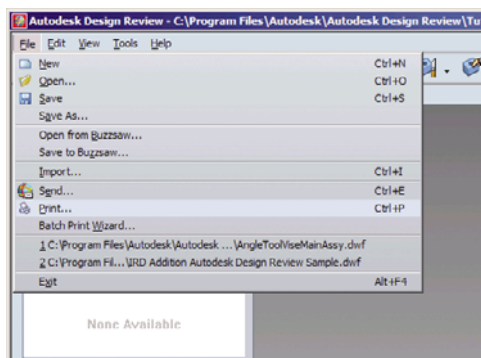 Autodesk Design Review - C:\Program Files\Autodesk\Autodesk Design Review\Tu
File Edit View Tools Help
New Ctrl+N
Open... Ctrl+O
Save Ctrl+S
Save As...
Open from Buzzsaw...
Save to Buzzsaw...
Import... Ctrl+I
Send... Ctrl+E
Print... Ctrl+P
Batch Print Wizard...
1 C:\Program Files\Autodesk\Autodesk ...\AngleToolViseMainAssy.dwf
2 C:\Program Fil...\IRD Addition Autodesk Design Review Sample.dwf
Exit Alt+F4
None Available